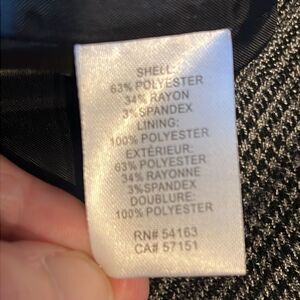 SHELL:
63% POLYESTER
34% RAYON
3% SPANDEX
LINING:
100% POLYESTER
EXTÉRIEUR:
63% POLYESTER
34% RAYONNE
3% SPANDEX
DOUBLURE:
100% POLYESTER
RN# 54163
CA# 57151